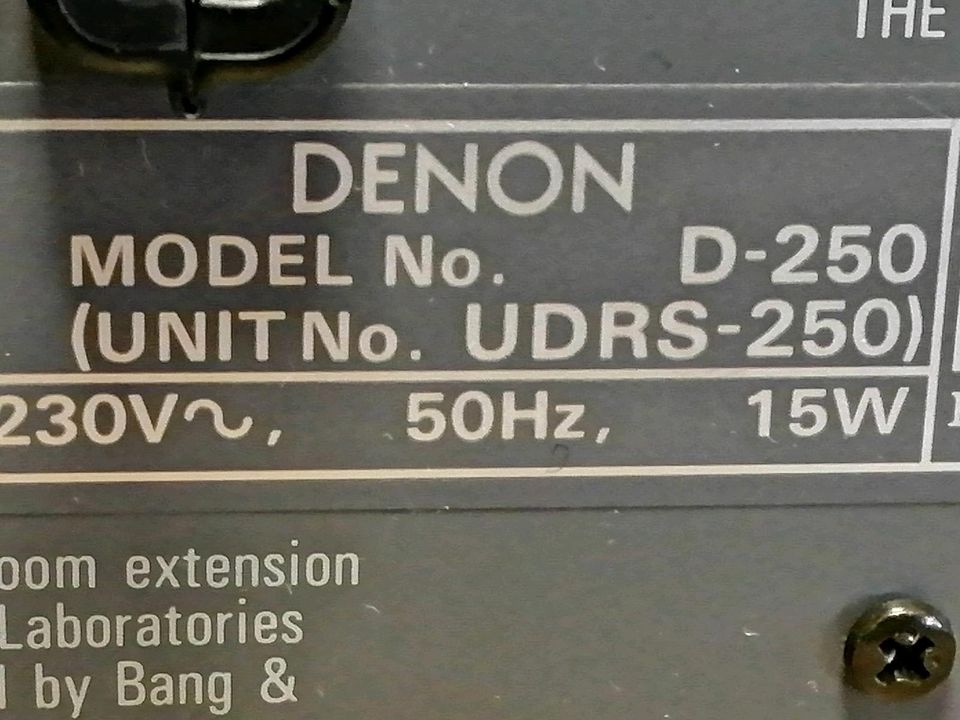 THE
DENON
MODEL No. D-250
(UNIT No. UDRS-250)
230V∿, 50Hz, 15W
oom extension
Laboratories
by Bang &